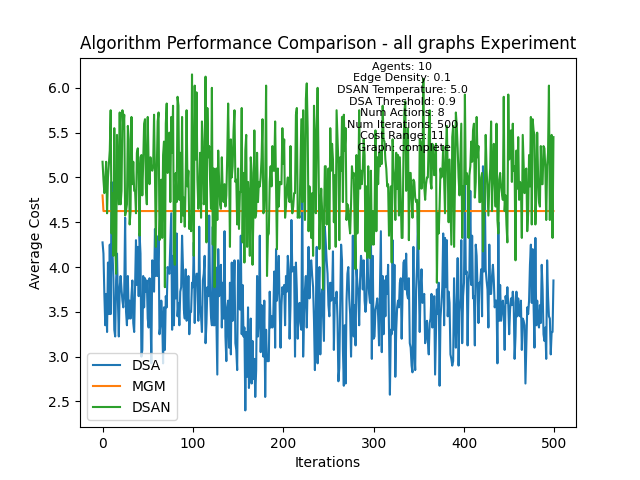 Algorithm Performance Comparison - all graphs Experiment
Agents: 10
Edge Density: 0.1
DSAN Temperature: 5.0
DSA Threshold: 0.9
Num Actions: 8
Num Iterations: 500
Cost Range: 11
Graph: complete
6.0
5.5
5.0
4.5
4.0
3.5
3.0
2.5
Average Cost
DSA
MGM
DSAN
0
100
200
300
400
500
Iterations